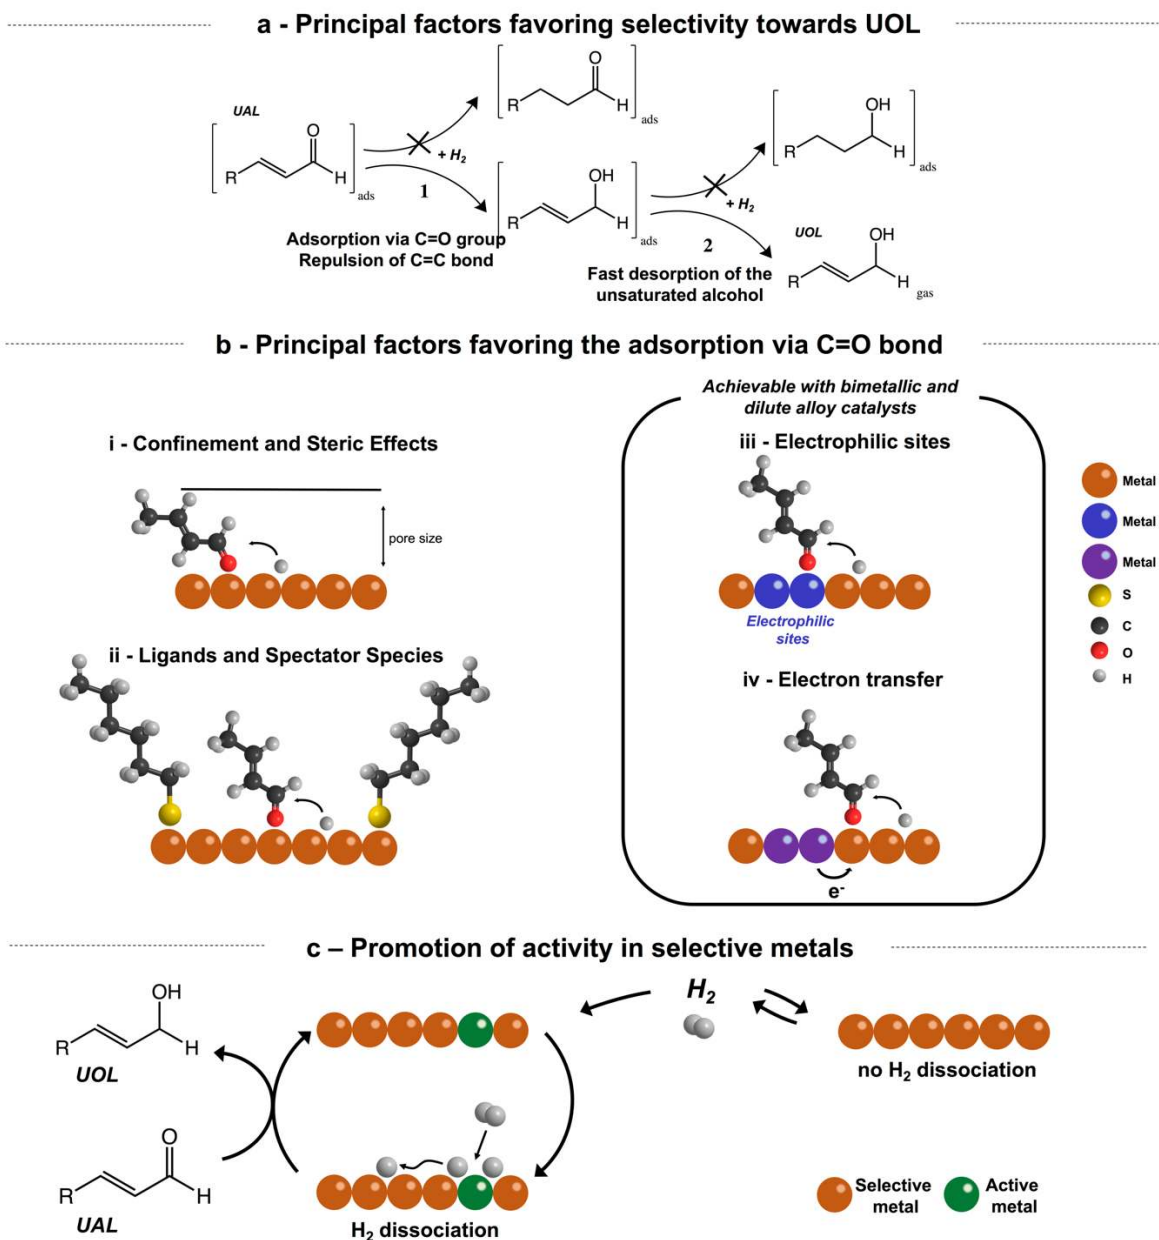 a - Principal factors favoring selectivity towards UOL
O
R
H
ads
UAL
O
R
H
ads
+ H₂
1
OH
R
H
ads
Adsorption via C=O group
Repulsion of C=C bond
OH
R
H
ads
+ H₂
2
Fast desorption of the
unsaturated alcohol
UOL
OH
R
H
gas
b - Principal factors favoring the adsorption via C=O bond
i - Confinement and Steric Effects
pore size
ii - Ligands and Spectator Species
Achievable with bimetallic and
dilute alloy catalysts
iii - Electrophilic sites
Electrophilic
sites
iv - Electron transfer
e⁻
Metal
Metal
Metal
S
C
O
H
c – Promotion of activity in selective metals
OH
R
H
UOL
O
R
H
UAL
H₂ dissociation
H₂
no H₂ dissociation
Selective
metal
Active
metal